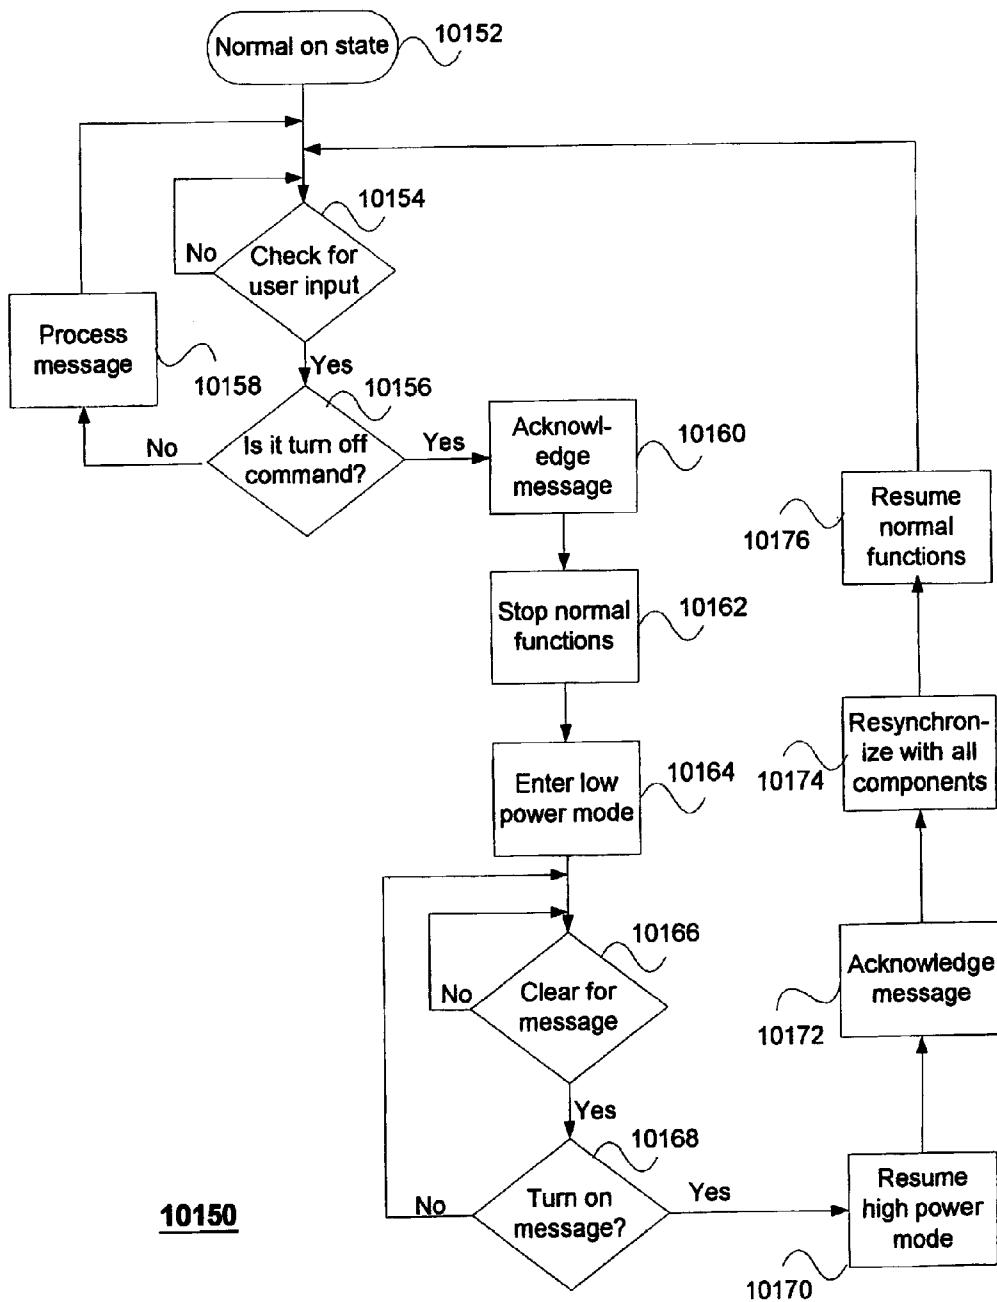 Normal on state
10152
10154
No
Check for
user input
Process
message
10158
Yes
10156
No
Is it turn off
command?
Yes
Acknowl-
edge
message
10160
Resume
normal
functions
10176
Stop normal
functions
10162
Resynchron-
ize with all
components
10174
Enter low
power mode
10164
10166
No
Clear for
message
Acknowledge
message
10172
Yes
10168
No
Turn on
message?
Yes
Resume
high power
mode
10170
10150